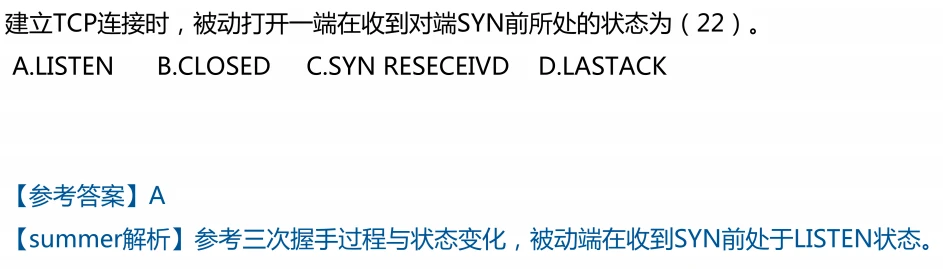 建立TCP连接时，被动打开一端在收到对端SYN前所处的状态为（22）。
A.LISTEN B.CLOSED C.SYN RESECEIVD D.LASTACK
【参考答案】A
【summer解析】参考三次握手过程与状态变化，被动端在收到SYN前处于LISTEN状态。